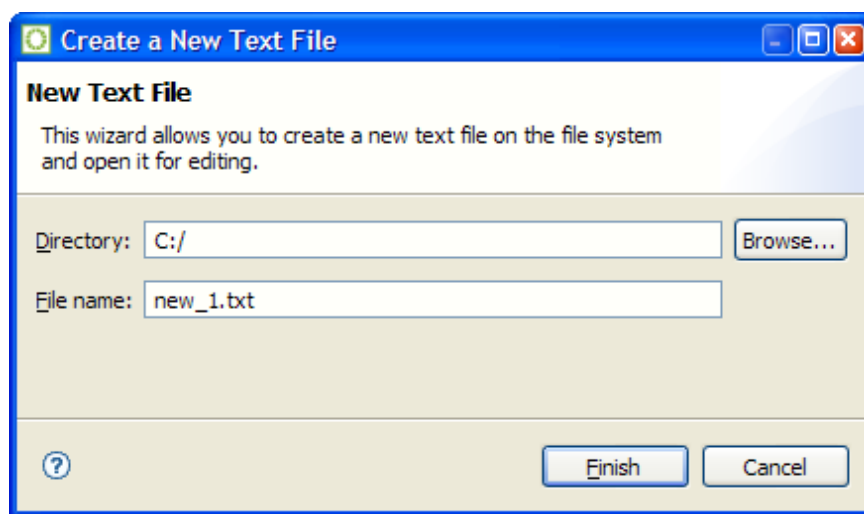 Create a New Text File
New Text File
This wizard allows you to create a new text file on the file system
and open it for editing.
Directory: C:/ Browse...
File name: new_1.txt
Finish Cancel